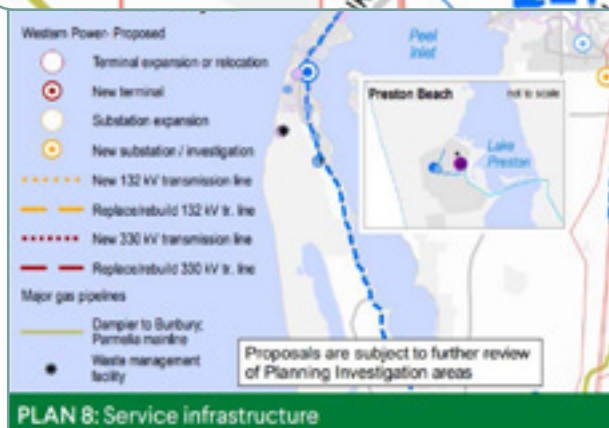 Western Power- Proposed
Terminal expansion or relocation
New terminal
Substation expansion
New substation / investigation
New 132 kV transmission line
Replace/rebuild 132 kV tr. line
New 330 kV transmission line
Replace/rebuild 330 kV tr. line
Major gas pipelines
Dampier to Bunbury;
Parmelia mainline
Waste management
facility
Peel
Inlet
Preston Beach
not to scale
Lake
Preston
Proposals are subject to further review
of Planning Investigation areas
PLAN 8: Service infrastructure